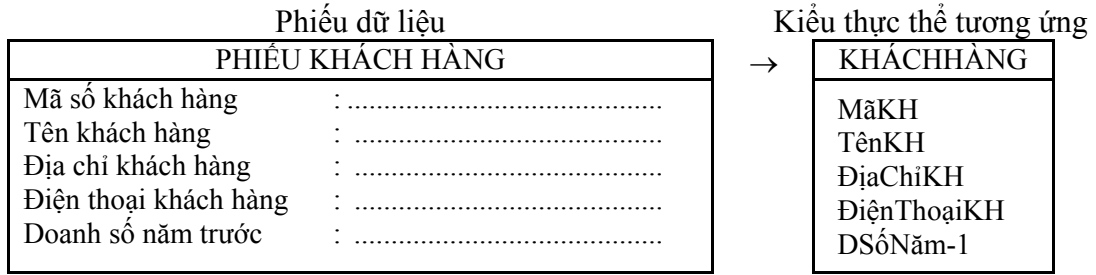 Phiếu dữ liệu
PHIẾU KHÁCH HÀNG
Mã số khách hàng : ..........................................
Tên khách hàng : ..........................................
Địa chỉ khách hàng : ..........................................
Điện thoại khách hàng : ..........................................
Doanh số năm trước : ..........................................
→
Kiểu thực thể tương ứng
KHÁCHHÀNG
MãKH
TênKH
ĐịaChỉKH
ĐiệnThoạiKH
DSốNăm-1